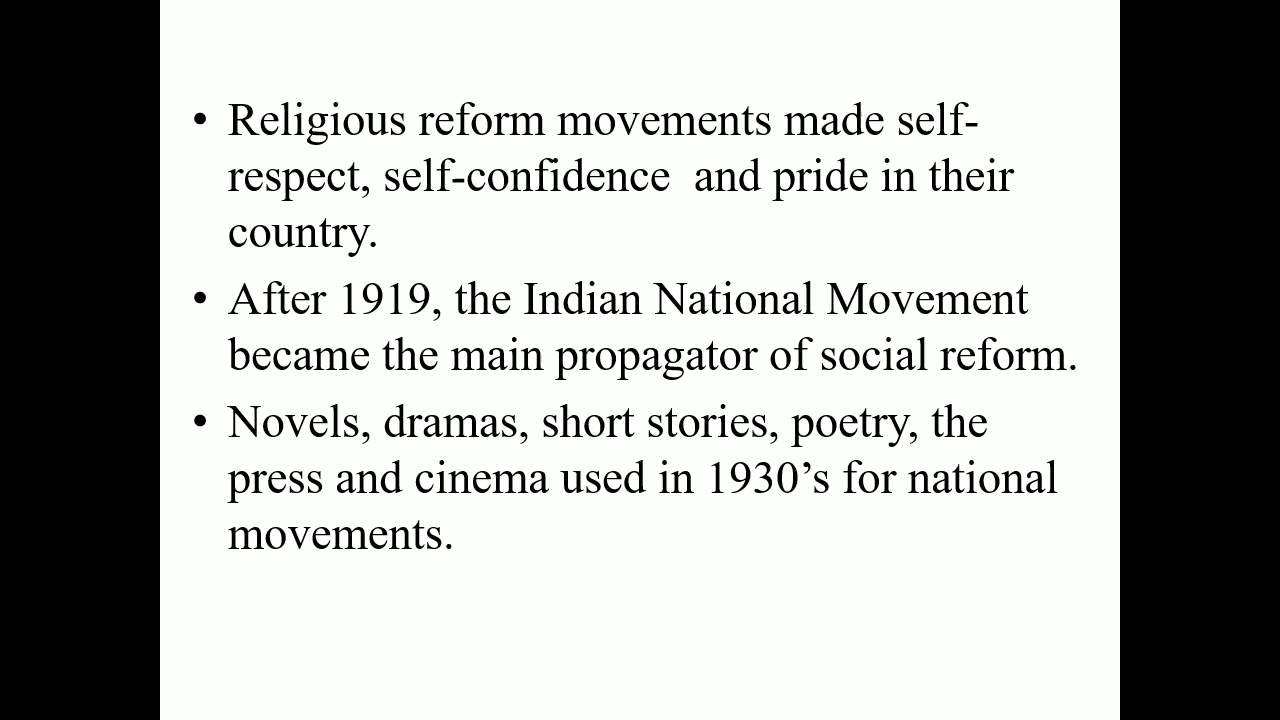 • Religious reform movements made self-
respect, self-confidence  and pride in their
country.
• After 1919, the Indian National Movement
became the main propagator of social reform.
• Novels, dramas, short stories, poetry, the
press and cinema used in 1930’s for national
movements.